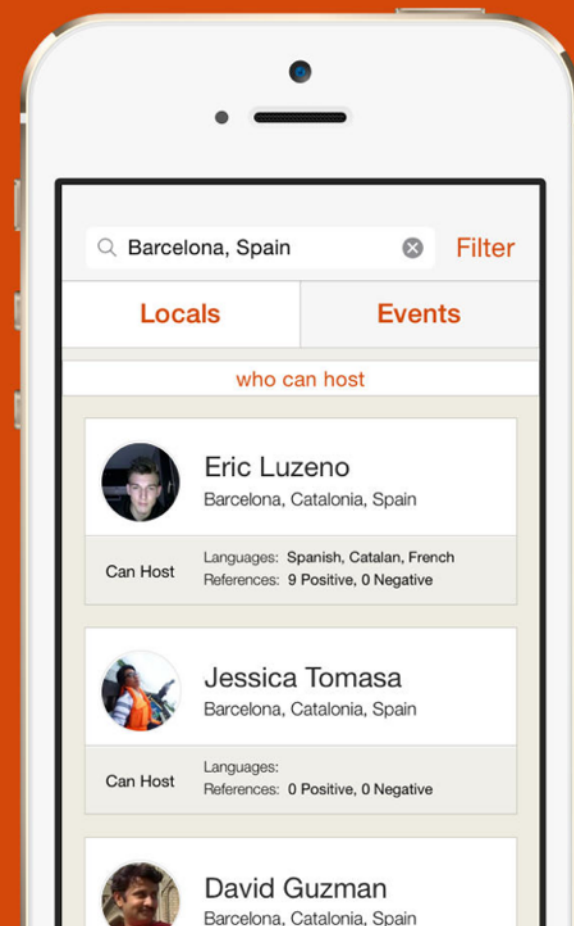 Barcelona, Spain
Filter
Locals
Events
who can host
Eric Luzeno
Barcelona, Catalonia, Spain
Can Host
Languages: Spanish, Catalan, French
References: 9 Positive, 0 Negative
Jessica Tomasa
Barcelona, Catalonia, Spain
Can Host
Languages:
References: 0 Positive, 0 Negative
David Guzman
Barcelona, Catalonia, Spain